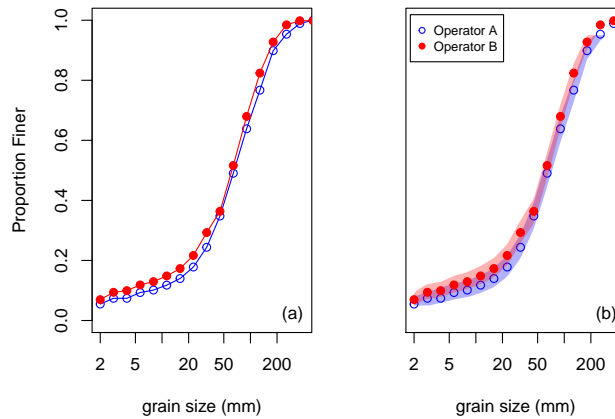 Proportion Finer
1.0
0.8
0.6
0.4
0.2
0.0
(a)
2 5 20 50 200
grain size (mm)
Operator A
Operator B
(b)
2 5 20 50 200
grain size (mm)